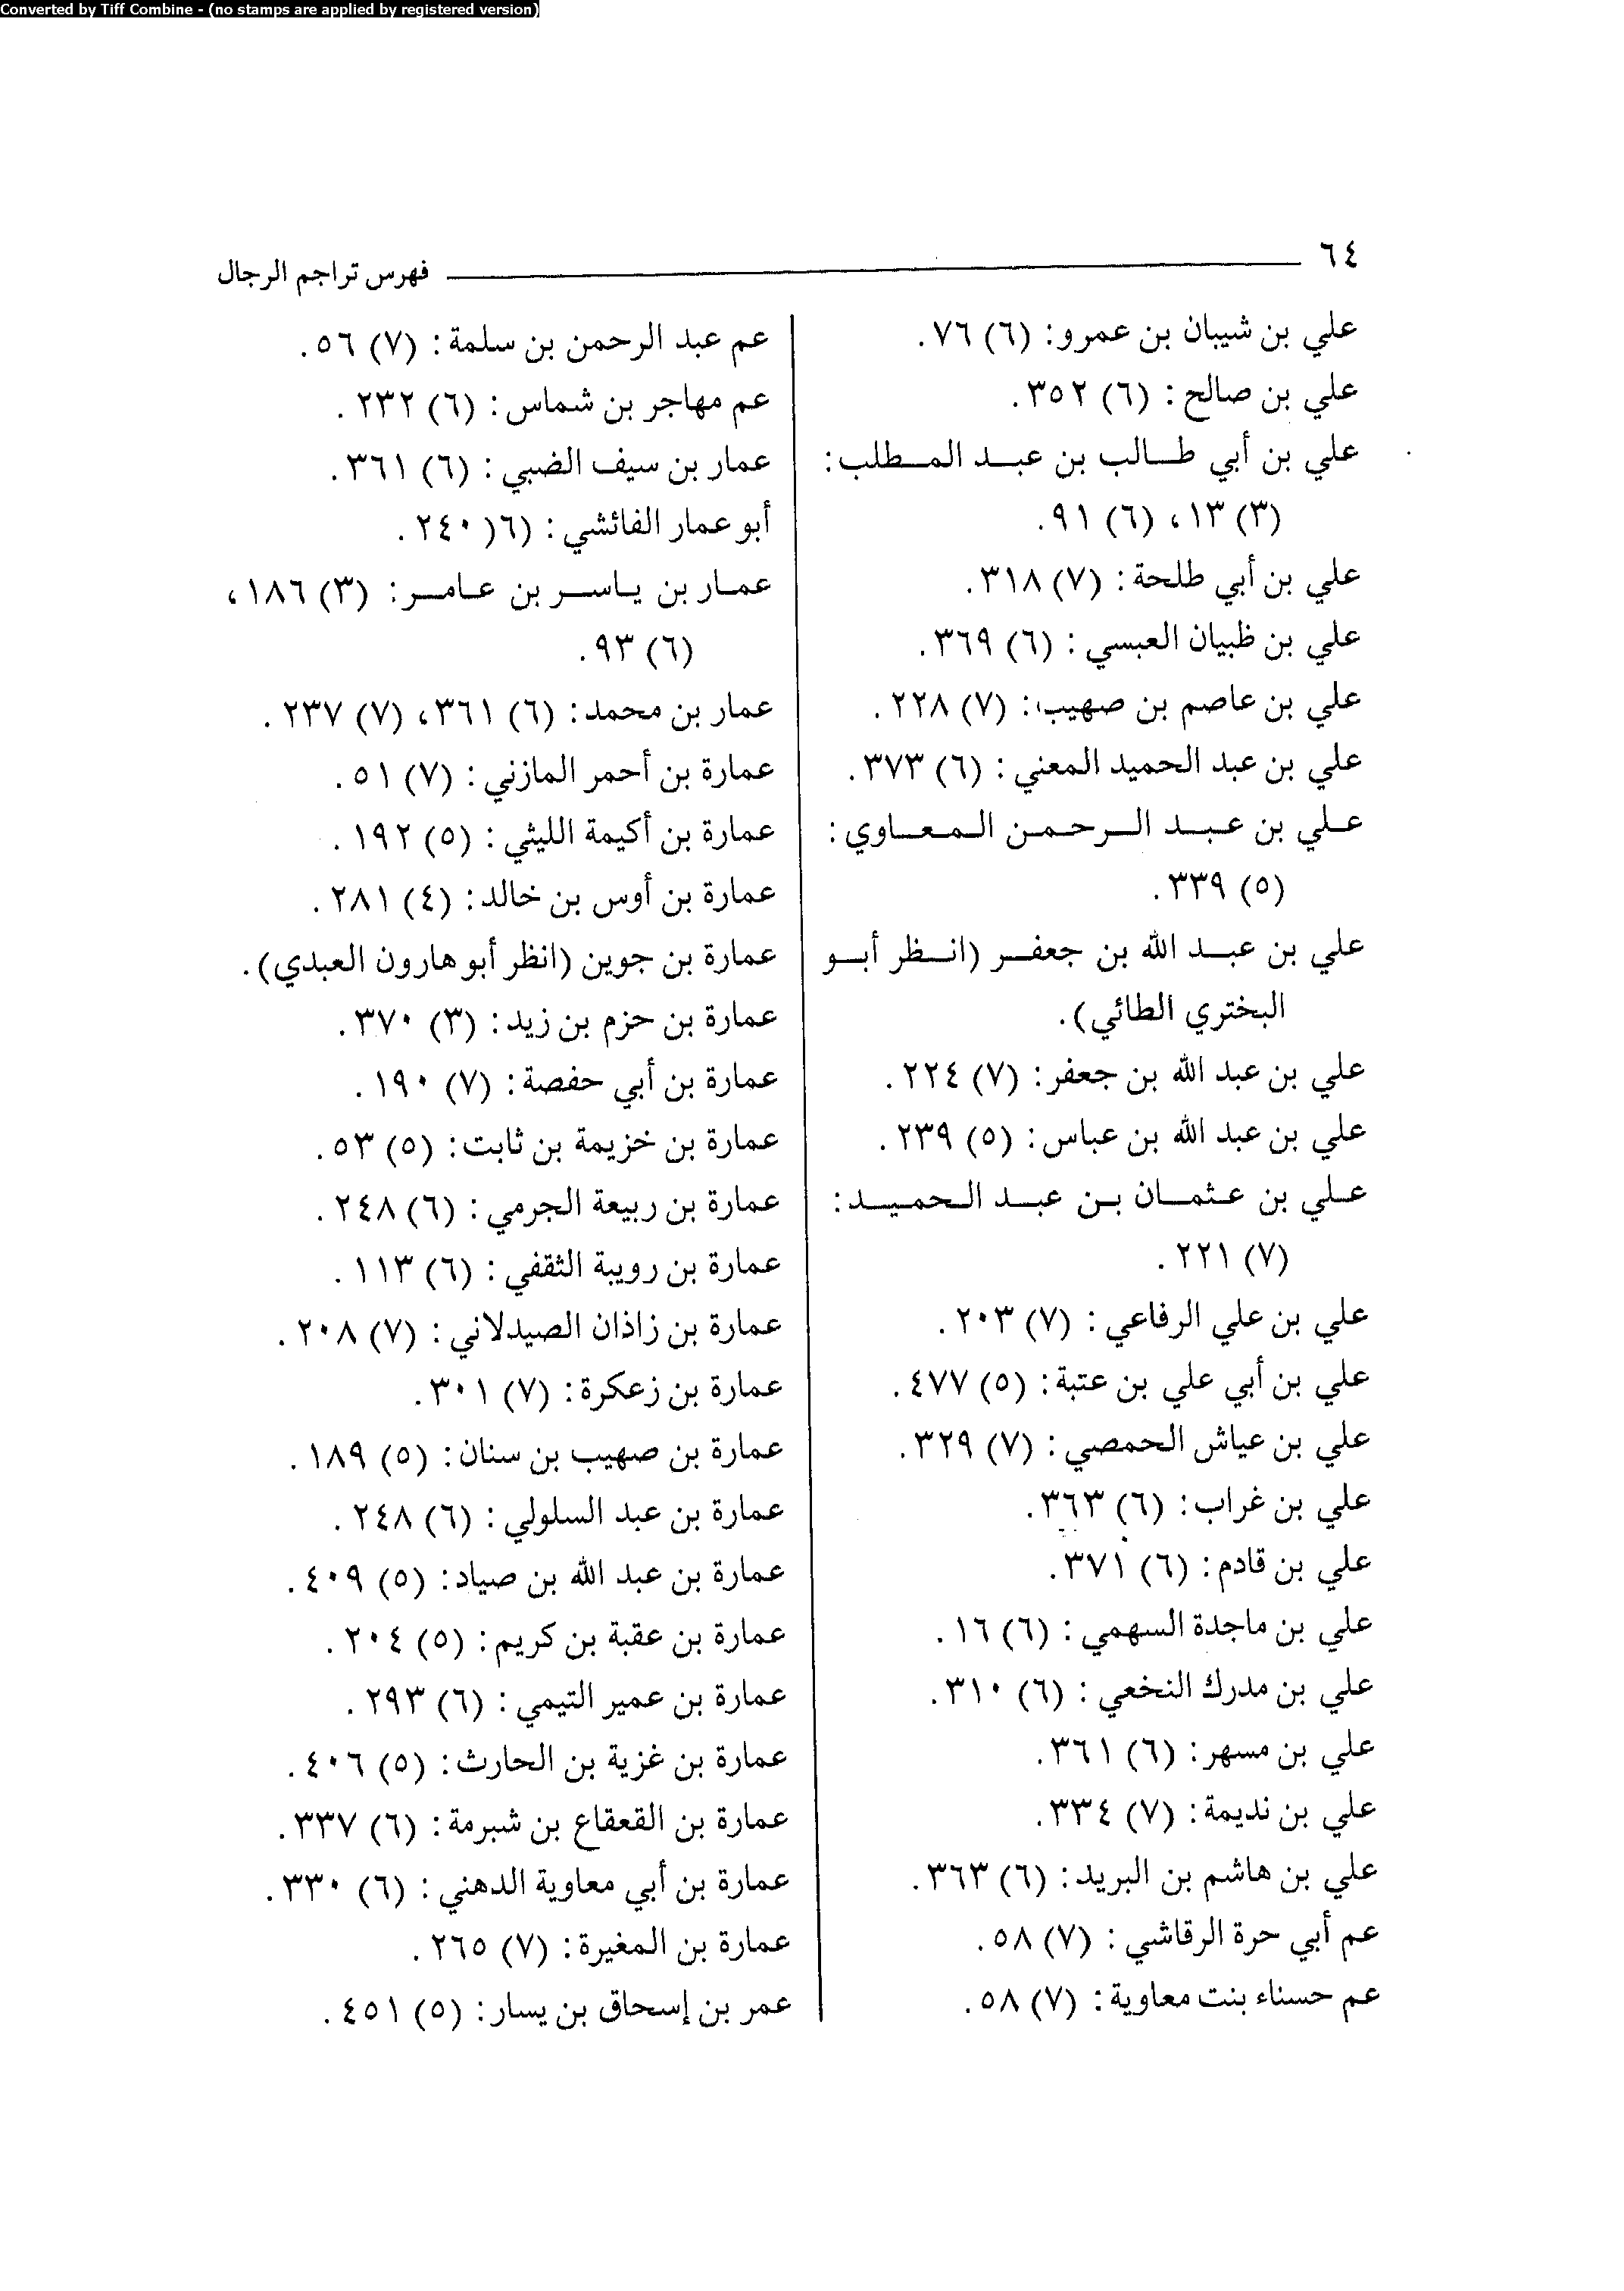 Converted by Tiff Combine - (no stamps are applied by registered version)
٦٤
فهرس تراجم الرجال
علي بن شيبان بن عمرو: (٦) ٧٦.
علي بن صالح: (٦) ٣٥٢.
علي بن أبي طالب بن عبد المطلب:
(٣) ١٣، (٦) ٩١.
علي بن أبي طلحة: (٧) ٣١٨.
علي بن ظبيان العبسي: (٦) ٣٦٩.
علي بن عاصم بن صهيب: (٧) ٢٢٨.
علي بن عبد الحميد المعني: (٦) ٣٧٣.
علي بن عبد الرحمن المعاوي:
(٥) ٣٣٩.
علي بن عبد الله بن جعفر (انظر أبو
البختري الطائي).
علي بن عبد الله بن جعفر: (٧) ٢٢٤.
علي بن عبد الله بن عباس: (٥) ٢٣٩.
علي بن عثمان بن عبد الحميد:
(٧) ٢٢١.
علي بن علي الرفاعي: (٧) ٢٠٣.
علي بن أبي علي بن عتبة: (٥) ٤٧٧.
علي بن عياش الحمصي: (٧) ٣٢٩.
علي بن غراب: (٦) ٣٦٣.
علي بن قادم: (٦) ٣٧١.
علي بن ماجدة السهمي: (٦) ١٦.
علي بن مدرك النخعي: (٦) ٣١٠.
علي بن مسهر: (٦) ٣٦١.
علي بن نديمة: (٧) ٣٣٤.
علي بن هاشم بن البريد: (٦) ٣٦٣.
عم أبي حرة الرقاشي: (٧) ٥٨.
عم حسناء بنت معاوية: (٧) ٥٨.
عم عبد الرحمن بن سلمة: (٧) ٥٦.
عم مهاجر بن شماس: (٦) ٢٣٢.
عمار بن سيف الضبي: (٦) ٣٦١.
أبو عمار الفائشي: (٦( ٢٤٠.
عمار بن ياسر بن عامر: (٣) ١٨٦،
(٦) ٩٣.
عمار بن محمد: (٦) ٣٦١، (٧) ٢٣٧.
عمارة بن أحمر المازني: (٧) ٥١.
عمارة بن أكيمة الليثي: (٥) ١٩٢.
عمارة بن أوس بن خالد: (٤) ٢٨١.
عمارة بن جوين (انظر أبو هارون العبدي).
عمارة بن حزم بن زيد: (٣) ٣٧٠.
عمارة بن أبي حفصة: (٧) ١٩٠.
عمارة بن خزيمة بن ثابت: (٥) ٥٣.
عمارة بن ربيعة الجرمي: (٦) ٢٤٨.
عمارة بن رويبة الثقفي: (٦) ١١٣.
عمارة بن زاذان الصيدلاني: (٧) ٢٠٨.
عمارة بن زعكرة: (٧) ٣٠١.
عمارة بن صهيب بن سنان: (٥) ١٨٩.
عمارة بن عبد السلولي: (٦) ٢٤٨.
عمارة بن عبد الله بن صياد: (٥) ٤٠٩.
عمارة بن عقبة بن كريم: (٥) ٢٠٤.
عمارة بن عمير التيمي: (٦) ٢٩٣.
عمارة بن غزية بن الحارث: (٥) ٤٠٦.
عمارة بن القعقاع بن شبرمة: (٦) ٣٣٧.
عمارة بن أبي معاوية الدهني: (٦) ٣٣٠.
عمارة بن المغيرة: (٧) ٢٦٥.
عمر بن إسحاق بن يسار: (٥) ٤٥١.